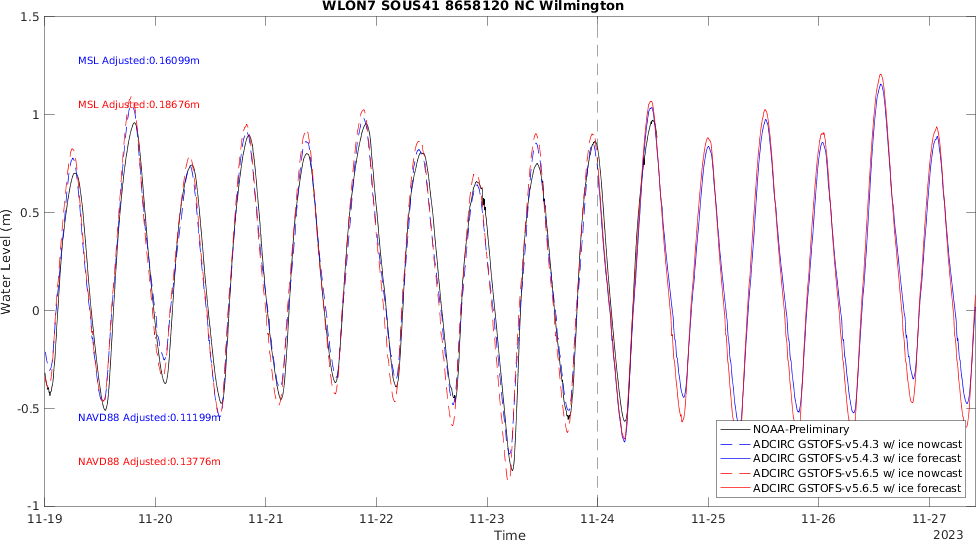 WLON7 SOUS41 8658120 NC Wilmington
1.5
1
0.5
0
-0.5
-1
Water Level (m)
MSL Adjusted:0.16099m
MSL Adjusted:0.18676m
NAVD88 Adjusted:0.11199m
NAVD88 Adjusted:0.13776m
NOAA-Preliminary
ADCIRC GSTOFS-v5.4.3 w/ ice nowcast
ADCIRC GSTOFS-v5.4.3 w/ ice forecast
ADCIRC GSTOFS-v5.6.5 w/ ice nowcast
ADCIRC GSTOFS-v5.6.5 w/ ice forecast
11-19 11-20 11-21 11-22 11-23 11-24 11-25 11-26 11-27
Time
2023